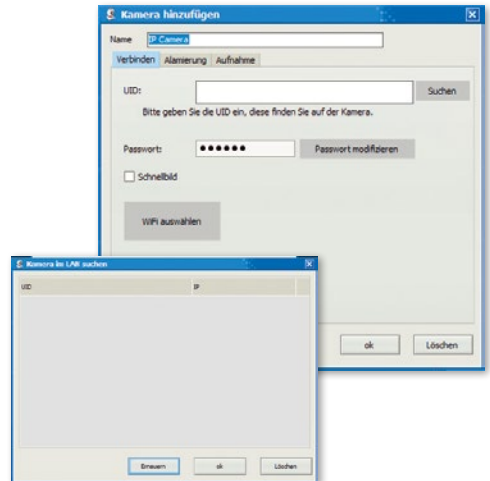 Kamera hinzufügen
Name IP Camera
Verbinden Alamierung Aufnahme
UID: Suchen
Bitte geben Sie die UID ein, diese finden Sie auf der Kamera.
Passwort: ●●●●●● Passwort modifizieren
Schnellbild
WiFi auswählen
ok Löschen
Kamera im LAN suchen
UID IP
Erneuern ok Löschen